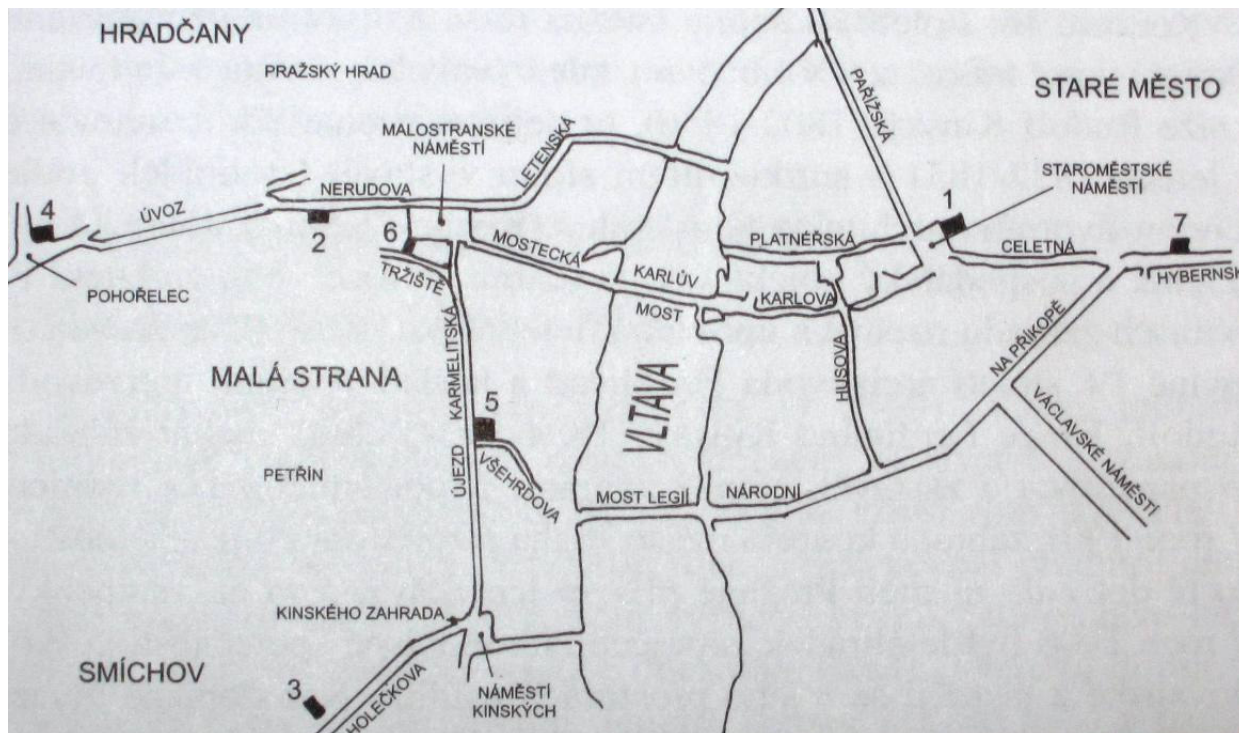 HRADČANY
PRAŽSKÝ HRAD
STARÉ MĚSTO
PAŘÍŽSKÁ
MALOSTRANSKÉ
NÁMĚSTÍ
LETENSKÁ
STAROMĚSTSKÉ
NÁMĚSTÍ
NERUDOVA
4
ÚVOZ
2
6
1
7
MOSTECKÁ
PLATNÉŘSKÁ
CELETNÁ
TRŽIŠTĚ
KARLŮV
MOST
KARLOVA
HYBERNSK
POHOŘELEC
KARMELITSKÁ
HUSOVA
NA PŘÍKOPĚ
MALÁ STRANA
VLTAVA
VÁCLAVSKÉ NÁMĚSTÍ
5
PETŘÍN
ÚJEZD
VŠEHRDOVA
MOST LEGIÍ
NÁRODNÍ
KINSKÉHO ZAHRADA
SMÍCHOV
3
HOLEČKOVA
NÁMĚSTÍ
KINSKÝCH